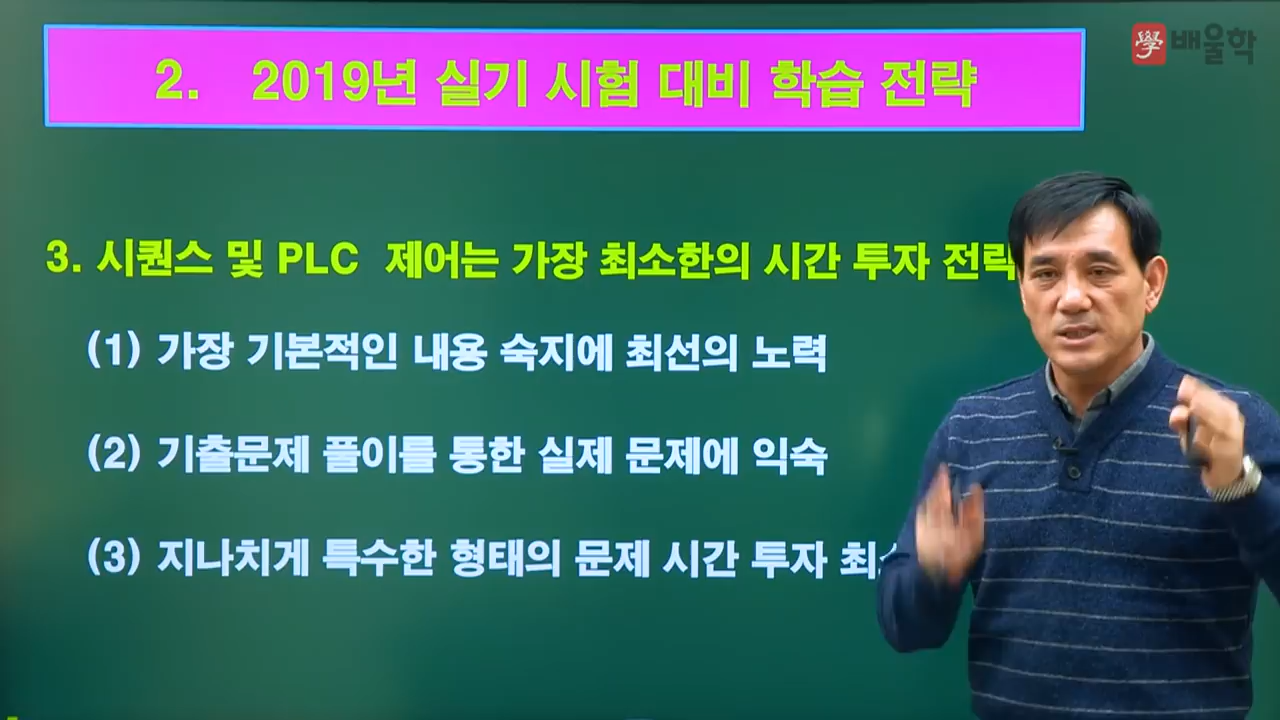 學 배울학
2. 2019년 실기 시험 대비 학습 전략
3. 시퀀스 및 PLC 제어는 가장 최소한의 시간 투자 전략
(1) 가장 기본적인 내용 숙지에 최선의 노력
(2) 기출문제 풀이를 통한 실제 문제에 익숙
(3) 지나치게 특수한 형태의 문제 시간 투자